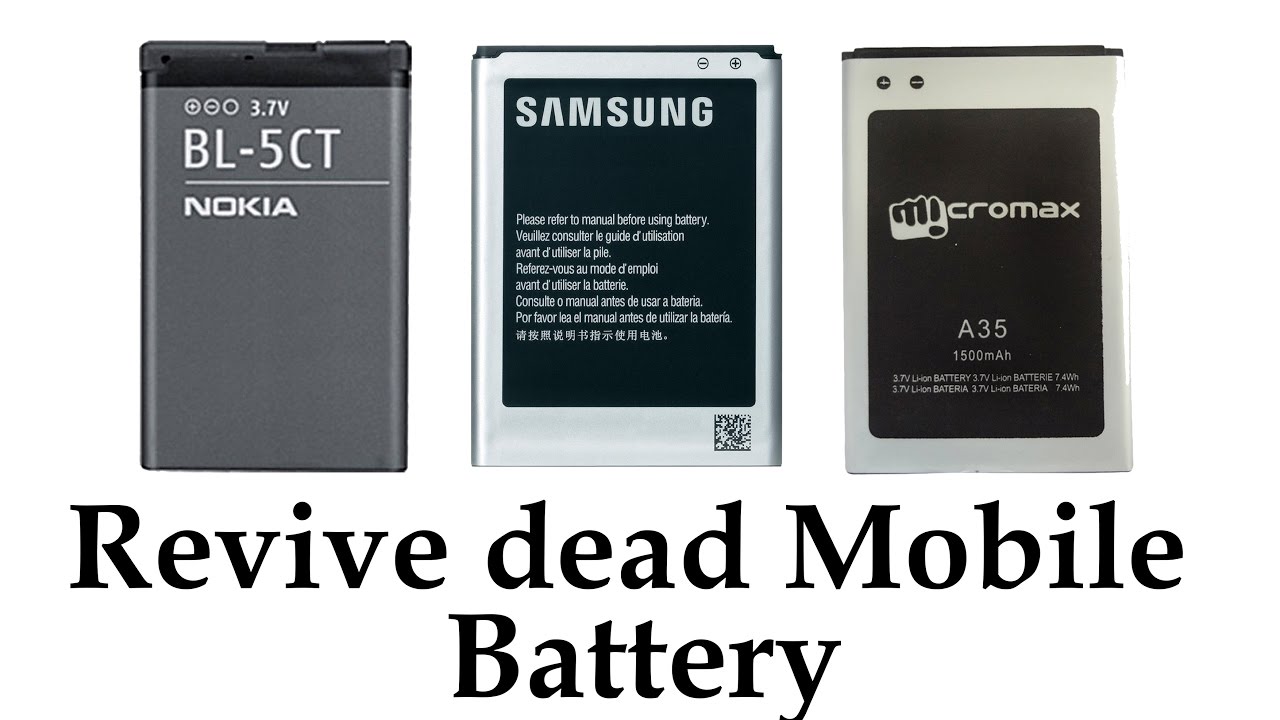 ⊕⊖○ 3.7V
BL-5CT
NOKIA
⊖ ⊕
SAMSUNG
Please refer to manual before using battery.
Veuillez consulter le guide d'utilisation
avant d'utiliser la pile.
Referez-vous au mode d'emploi
avant d'utiliser la batterie.
Consulte o manual antes de usar a bateria.
Por favor lea el manual antes de utilizar la batería.
请按照说明书指示使用电池。
+ -
micromax
A35
1500mAh
3.7V Li-ion BATTERY 3.7V Li-ion BATTERIE 7.4Wh
3.7V Li-ion BATERIA 3.7V Li-ion BATERIA 7.4Wh
Revive dead Mobile
Battery